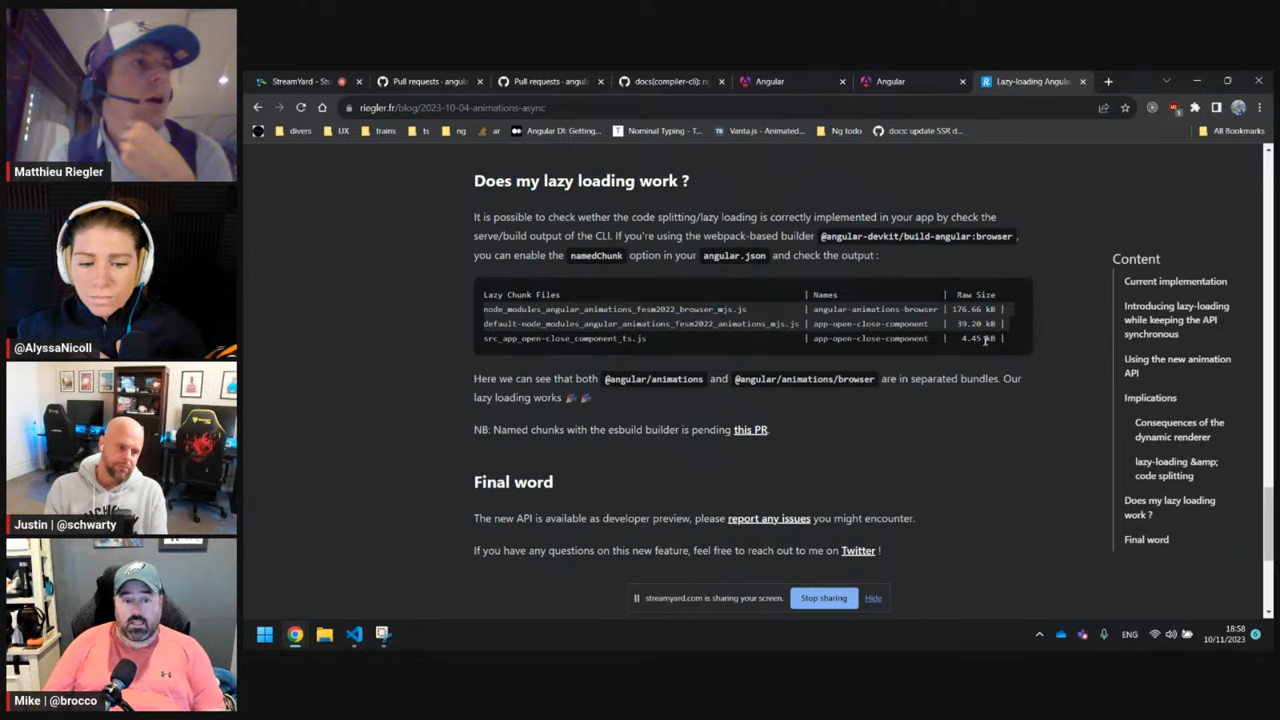 Matthieu Riegler
@AlyssaNicoll
Justin | @schwarty
Mike | @brocco
StreamYard - Stu
Pull requests · angula
Pull requests · angula
docs(compiler-cli): ng
Angular
Angular
Lazy-loading Angula
riegler.fr/blog/2023-10-04-animations-async
divers
UX
trains
ts
ng
ar
Angular DI: Getting...
Nominal Typing - T...
Vanta.js - Animated...
Ng todo
docs: update SSR d...
All Bookmarks
Does my lazy loading work ?
It is possible to check wether the code splitting/lazy loading is correctly implemented in your app by check the
serve/build output of the CLI. If you're using the webpack-based builder @angular-devkit/build-angular:browser ,
you can enable the namedChunk option in your angular.json and check the output :
Lazy Chunk Files | Names | Raw Size
node_modules_angular_animations_fesm2022_browser_mjs.js | angular-animations-browser | 176.66 kB |
default-node_modules_angular_animations_fesm2022_animations_mjs.js | app-open-close-component | 39.20 kB |
src_app_open-close_component_ts.js | app-open-close-component | 4.45 kB |
Here we can see that both @angular/animations and @angular/animations/browser are in separated bundles. Our
lazy loading works 🎉 🎉
NB: Named chunks with the esbuild builder is pending this PR.
Final word
The new API is available as developer preview, please report any issues you might encounter.
If you have any questions on this new feature, feel free to reach out to me on Twitter !
Content
Current implementation
Introducing lazy-loading
while keeping the API
synchronous
Using the new animation
API
Implications
Consequences of the
dynamic renderer
lazy-loading &amp;
code splitting
Does my lazy loading
work ?
Final word
streamyard.com is sharing your screen.
Stop sharing
Hide
ENG
18:58
10/11/2023
6